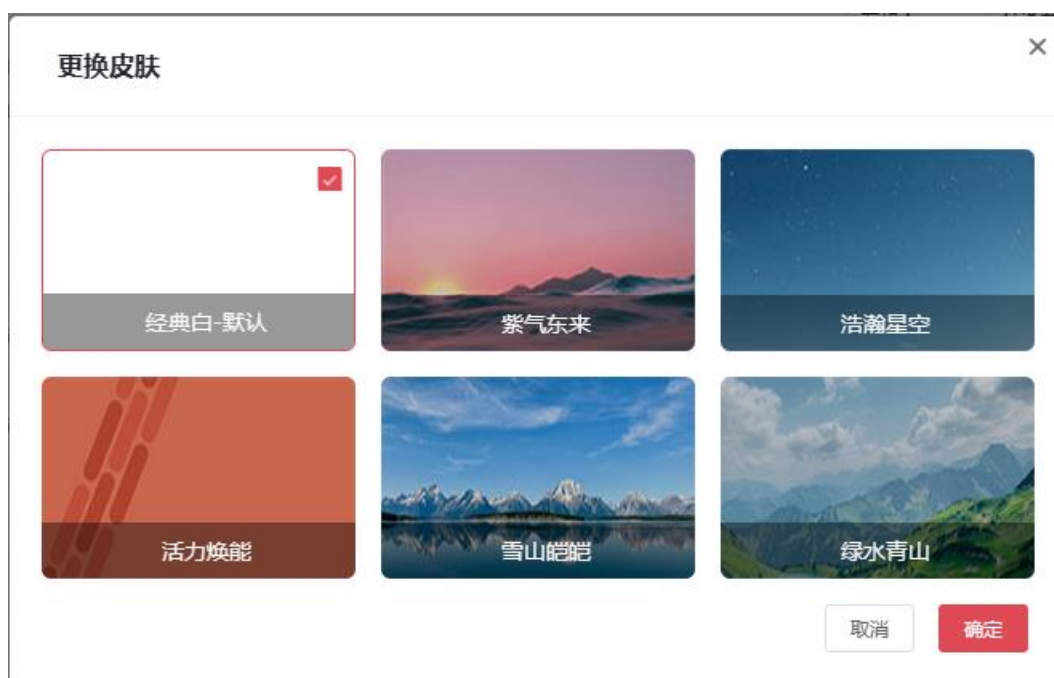 更换皮肤
经典白-默认
紫气东来
浩瀚星空
活力焕能
雪山皑皑
绿水青山
取消
确定